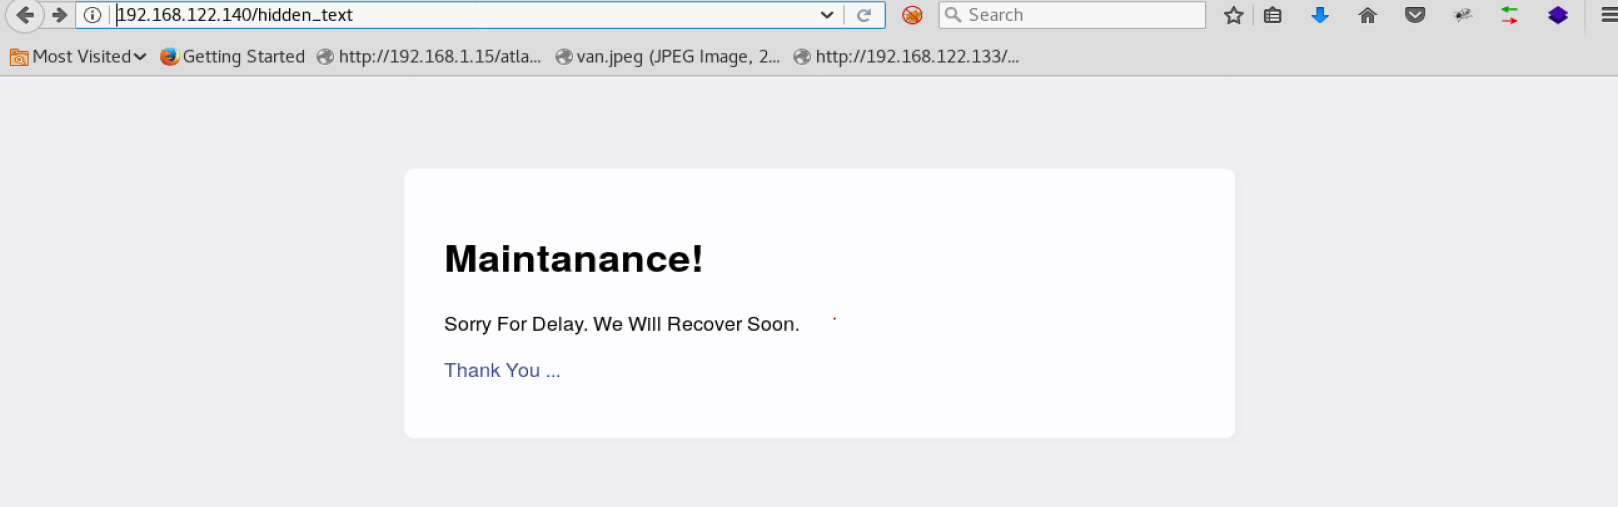 192.168.122.140/hidden_text
Search
Most Visited Getting Started http://192.168.1.15/atla... van.jpeg (JPEG Image, 2... http://192.168.122.133/...
Maintanance!
Sorry For Delay. We Will Recover Soon.
Thank You ...